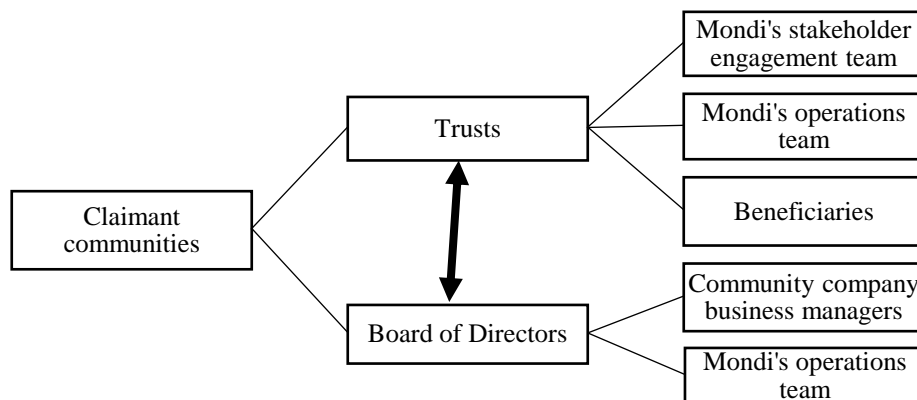 Mondi's stakeholder
engagement team
Trusts
Mondi's operations
team
Claimant
communities
Beneficiaries
Community company
business managers
Board of Directors
Mondi's operations
team